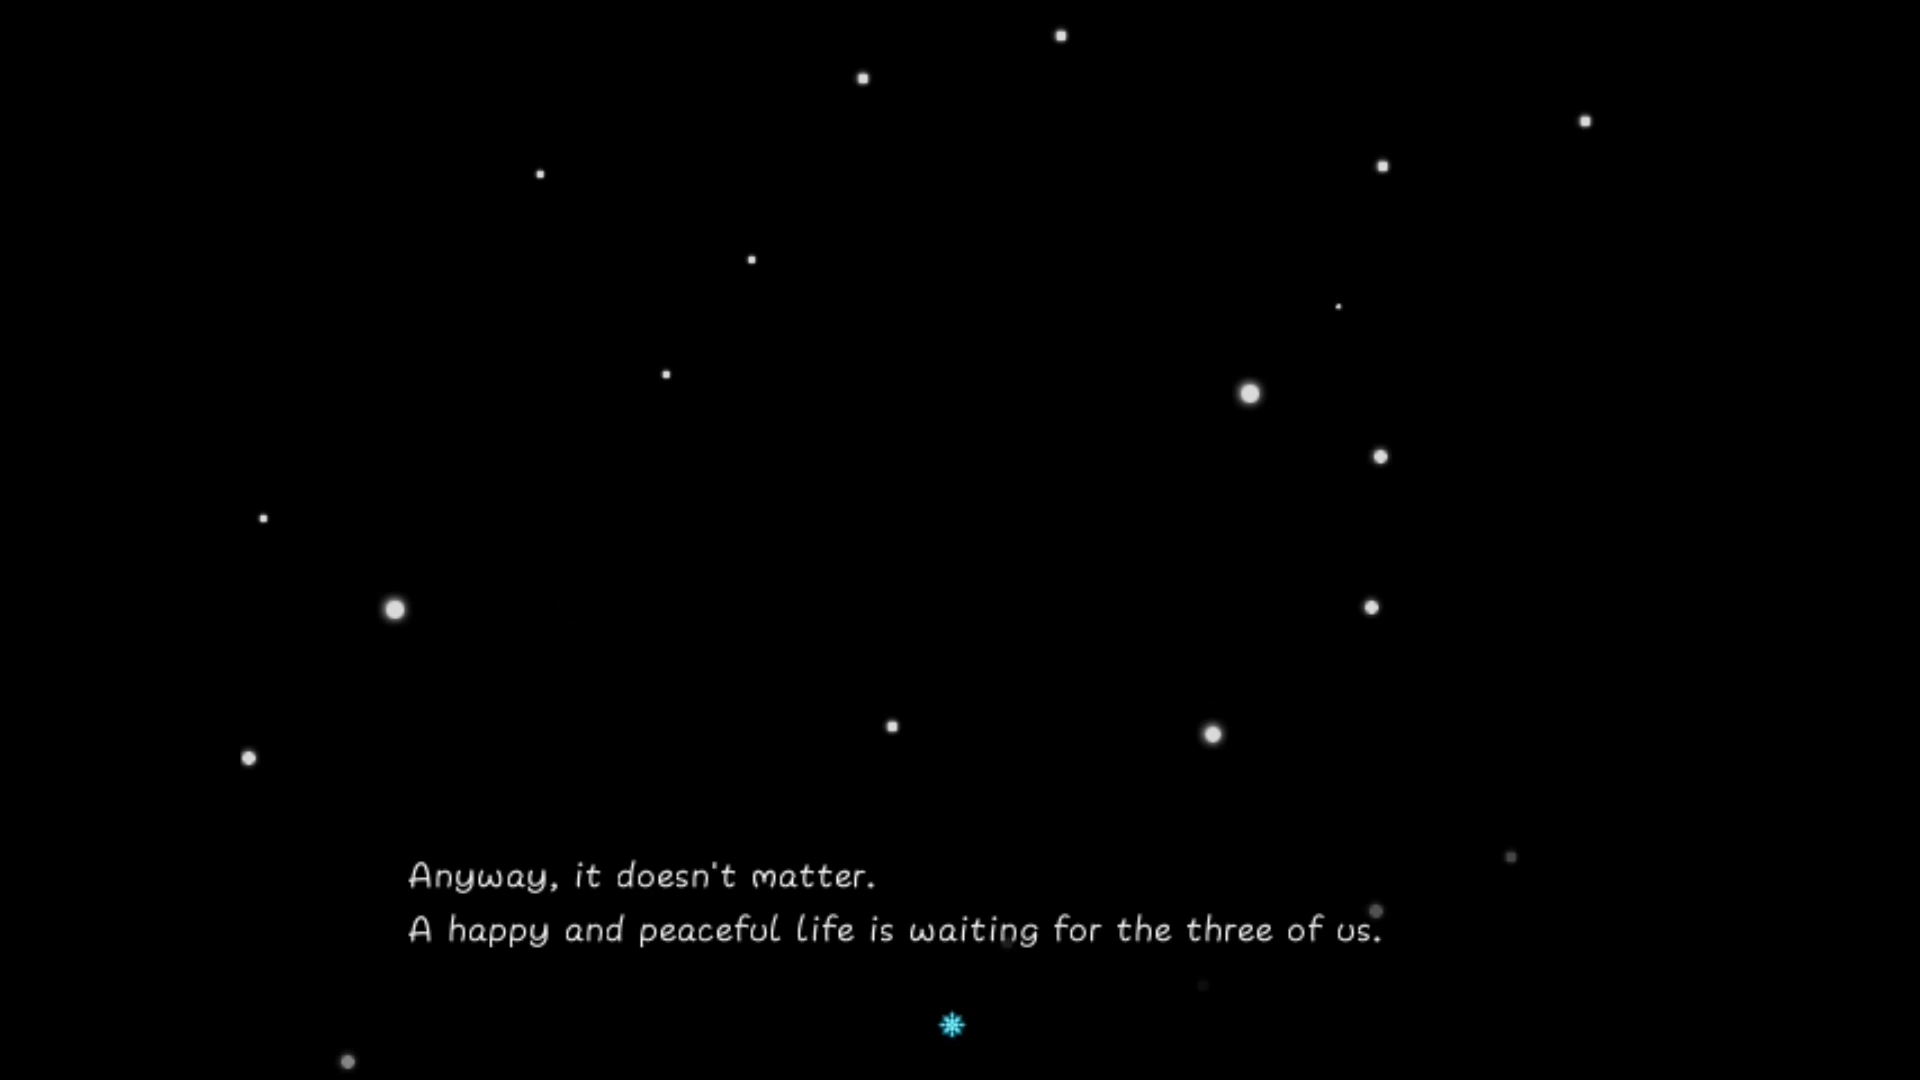 Anyway, it doesn't matter.
A happy and peaceful life is waiting for the three of us.